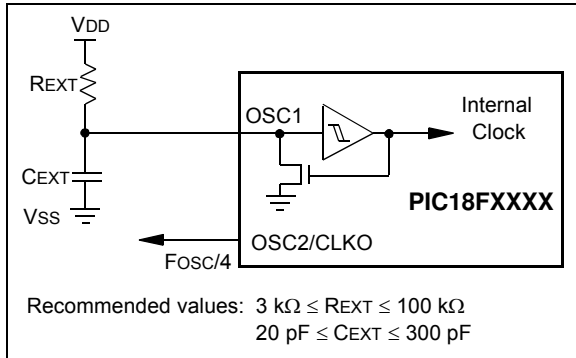 VDD
REXT
OSC1
Internal
Clock
CEXT
PIC18FXXXX
VSS
OSC2/CLKO
FOSC/4
Recommended values: 3 kΩ ≤ REXT ≤ 100 kΩ
20 pF ≤ CEXT ≤ 300 pF